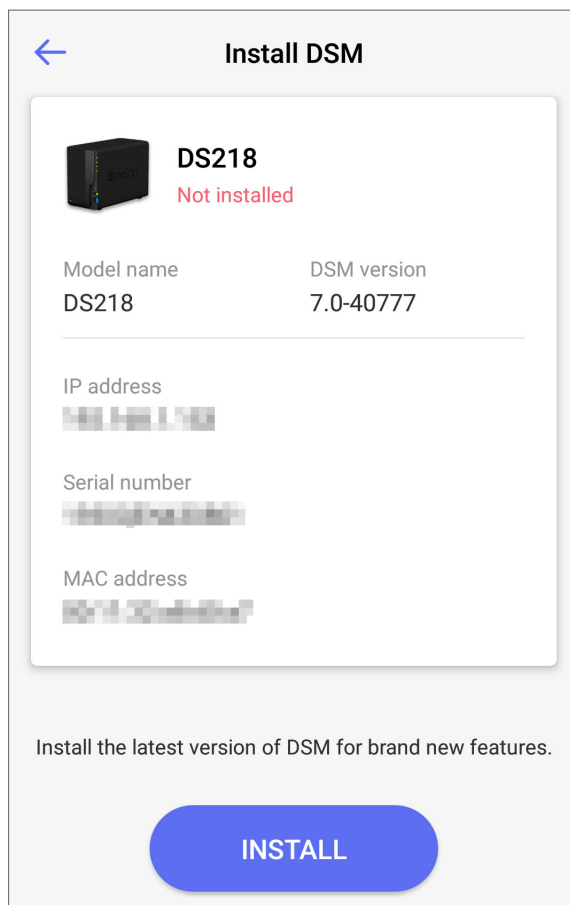 Install DSM
DS218
Not installed
Model name
DSM version
DS218
7.0-40777
IP address
Serial number
MAC address
Install the latest version of DSM for brand new features.
INSTALL